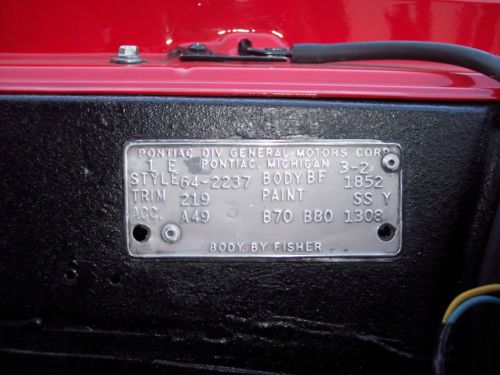 PONTIAC DIV GENERAL MOTORS CORP
1 E PONTIAC, MICHIGAN 3-2
STYLE 64-2237 BODY BF 1852
TRIM 219 PAINT SS Y
ACC. A49 3 B70 B80 1308
BODY BY FISHER